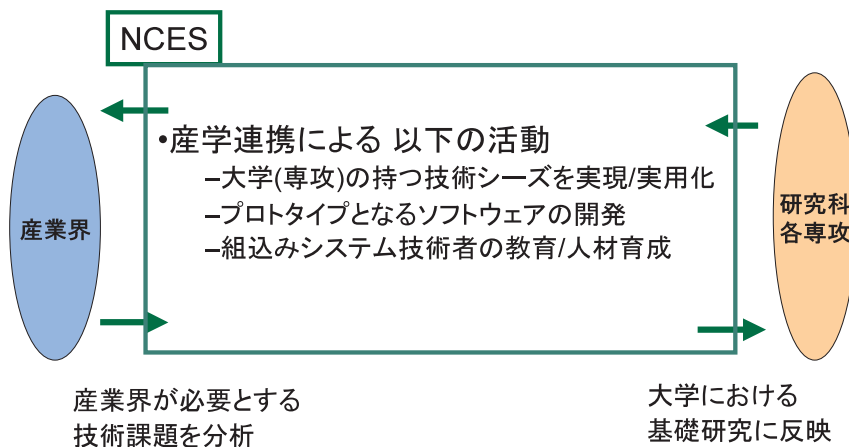 NCES
•産学連携による 以下の活動
–大学(専攻)の持つ技術シーズを実現/実用化
–プロトタイプとなるソフトウェアの開発
–組込みシステム技術者の教育/人材育成
産業界
研究科
各専攻
産業界が必要とする
技術課題を分析
大学における
基礎研究に反映